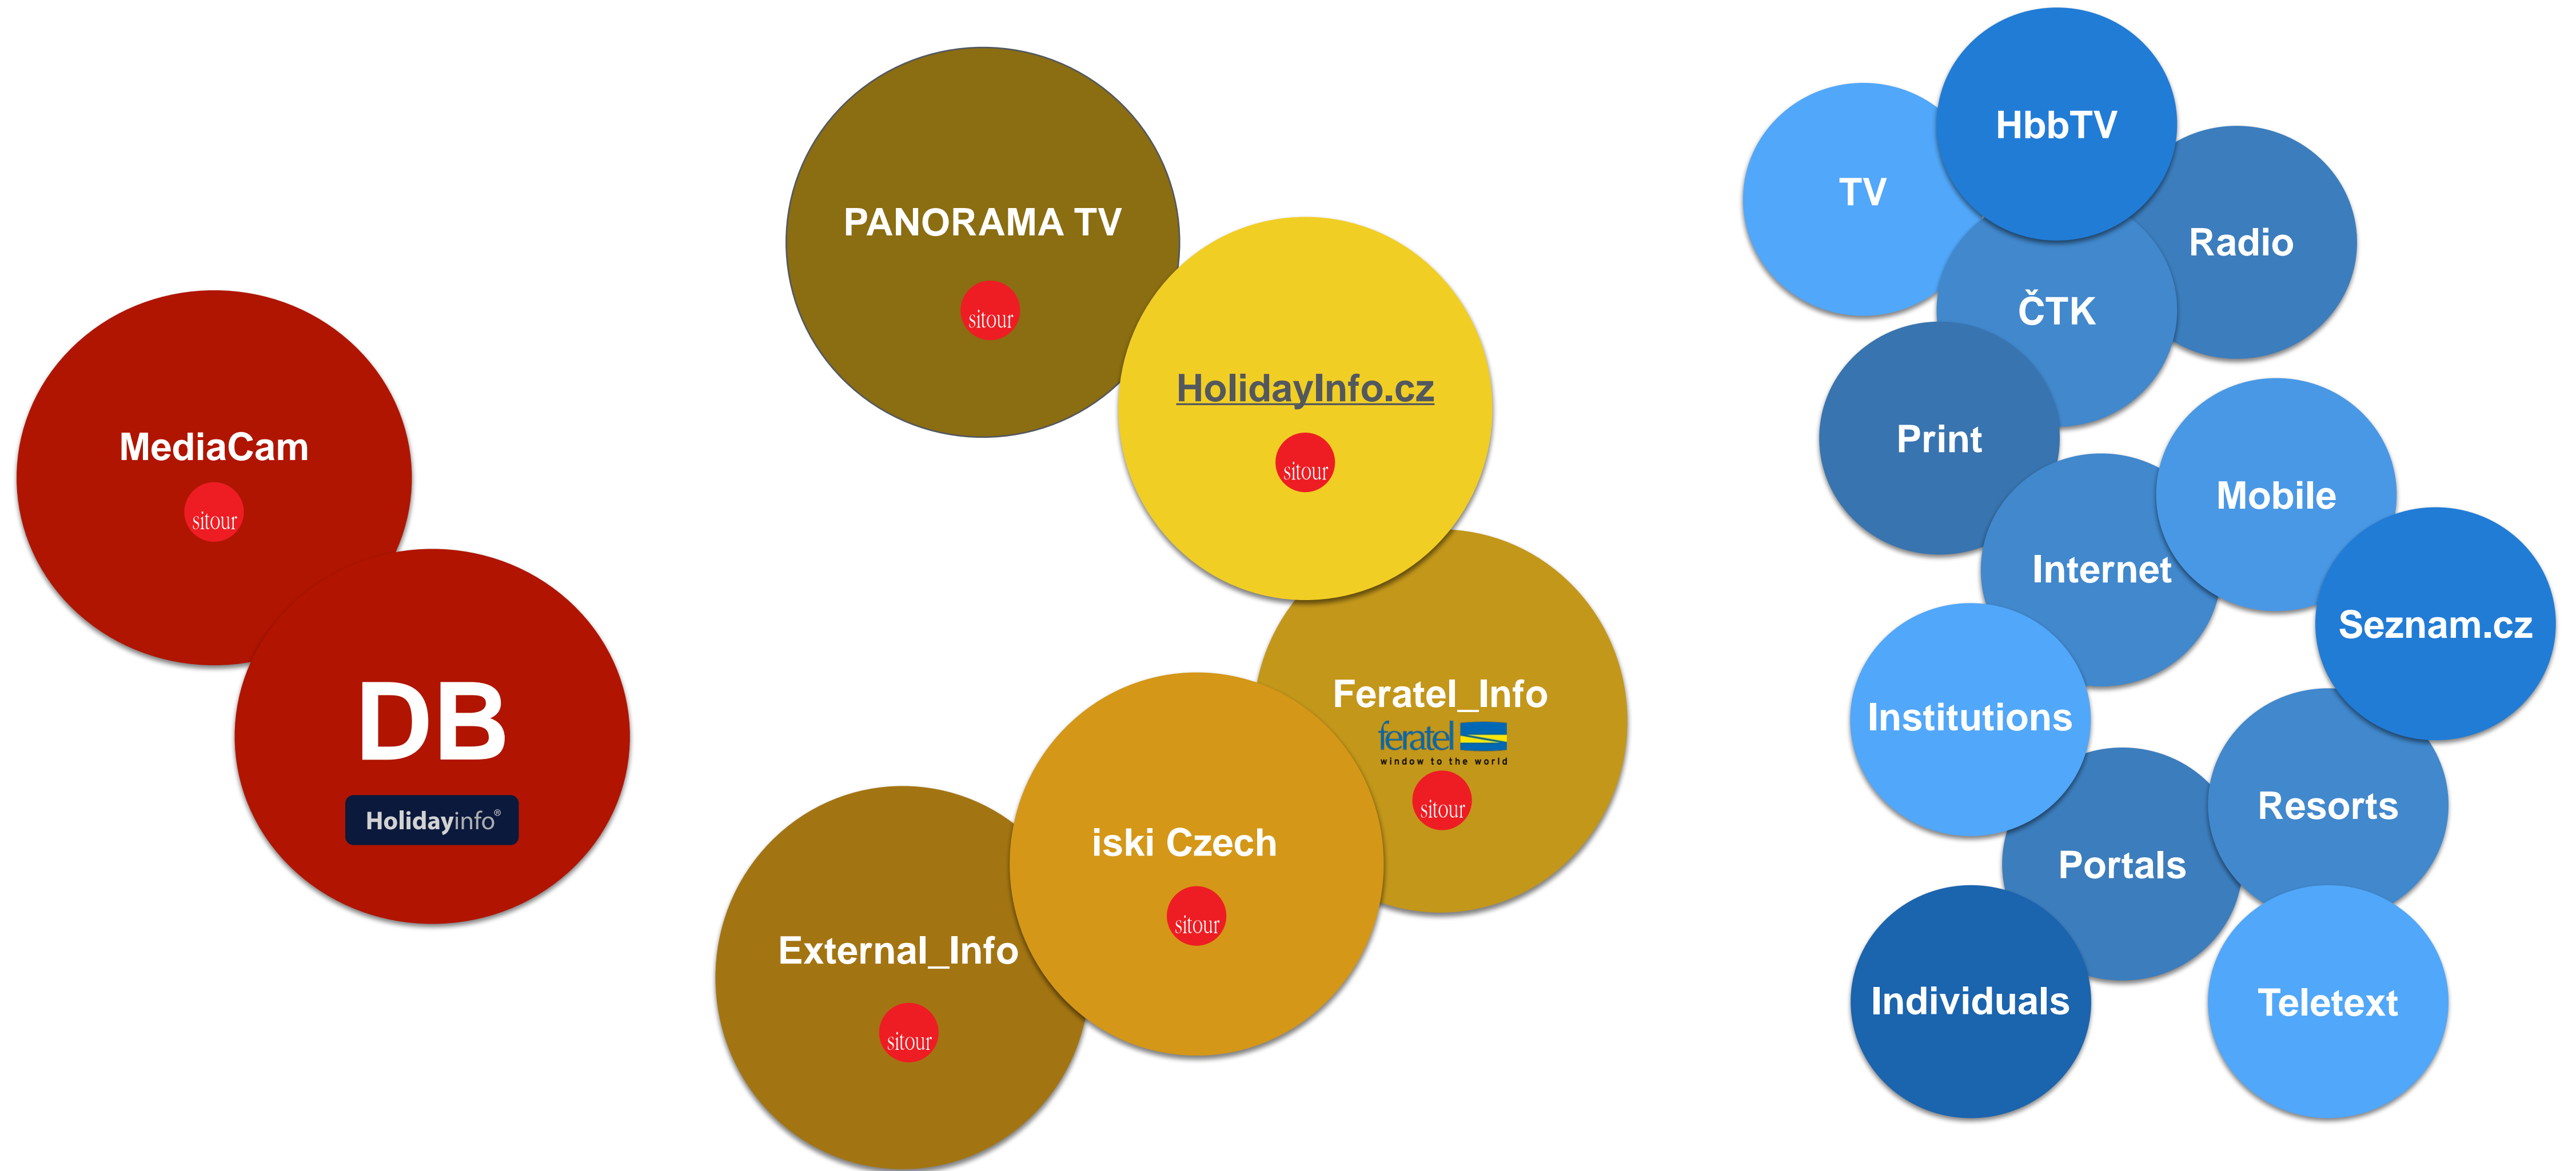 MediaCam
sitour
DB
Holidayinfo®
PANORAMA TV
sitour
HolidayInfo.cz
sitour
Feratel_Info
feratel
window to the world
sitour
iski Czech
sitour
External_Info
sitour
HbbTV
TV
Radio
ČTK
Print
Mobile
Internet
Seznam.cz
Institutions
Resorts
Portals
Individuals
Teletext